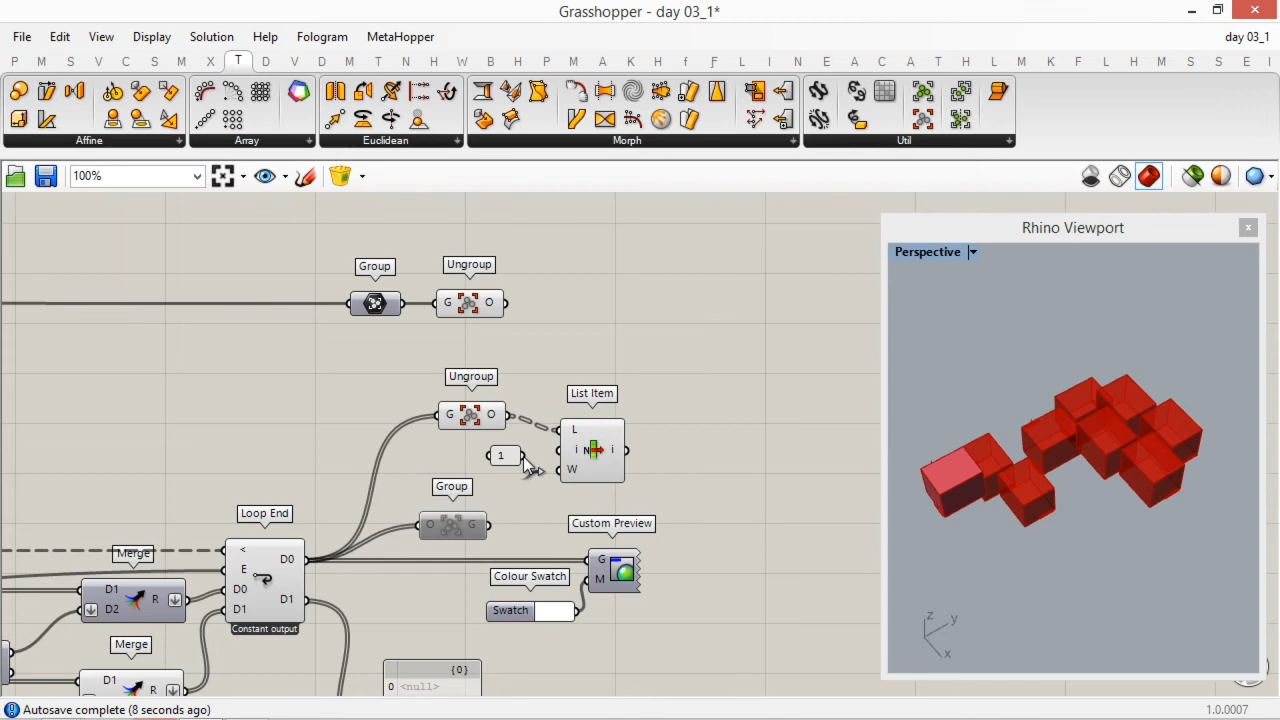 Grasshopper - day 03_1*
File Edit View Display Solution Help Fologram MetaHopper day 03_1
P M S V C S M X T D V D M T N H W B H P M A K F ƒ F L N E A K M D T H M D F M L S S E I
Affine Array Euclidean Morph Util
100%
Rhino Viewport
Perspective
Group Ungroup
G O
Ungroup
G O
List Item
L
i N i
W
1
Group
O G
Loop End
<
E
D0
D1
D0
D1
Constant output
Merge
D1
D2
R
Merge
D1
R
Custom Preview
G
M
Colour Swatch
Swatch
{0}
0 <null>
z
y
x
Autosave complete (8 seconds ago) 1.0.0007